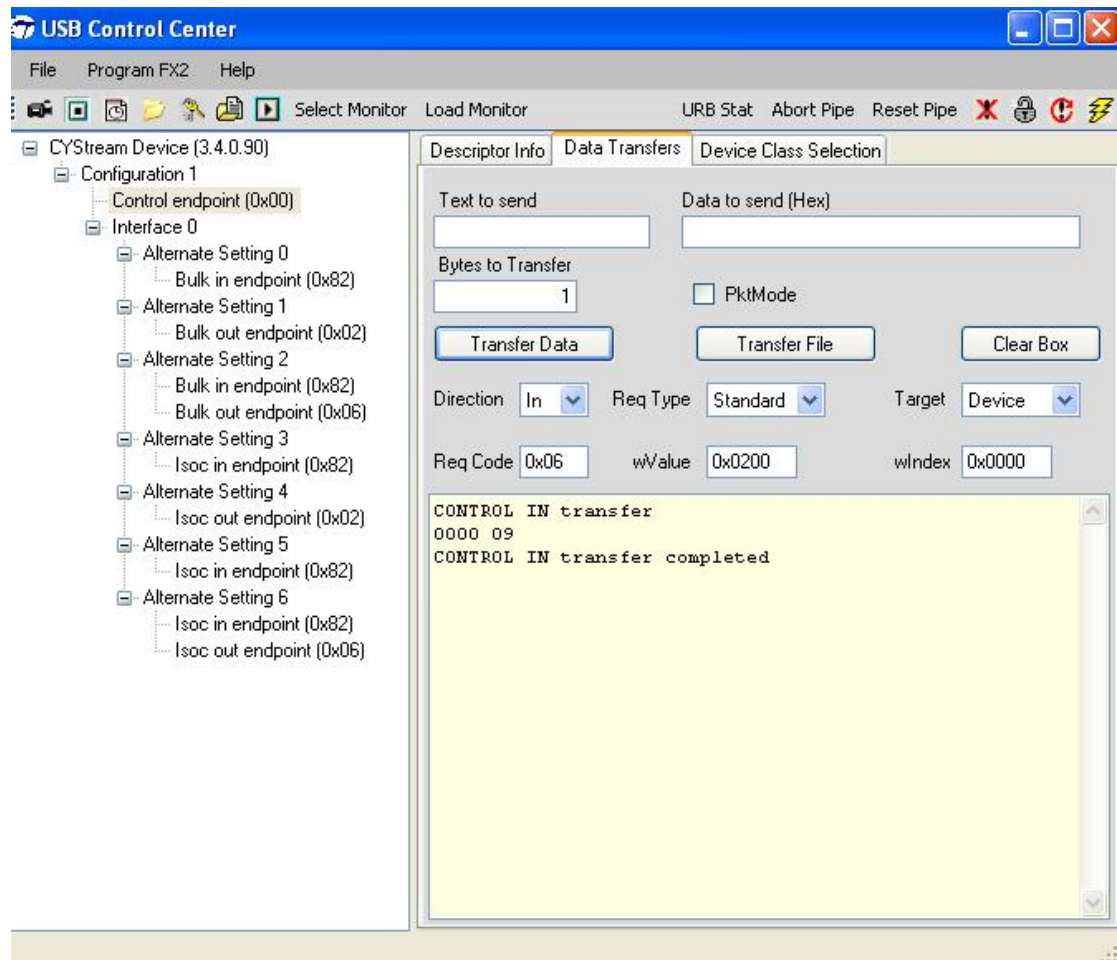 USB Control Center
File Program FX2 Help
Select Monitor Load Monitor URB Stat Abort Pipe Reset Pipe
CYStream Device (3.4.0.90)
Configuration 1
Control endpoint (0x00)
Interface 0
Alternate Setting 0
Bulk in endpoint (0x82)
Alternate Setting 1
Bulk out endpoint (0x02)
Alternate Setting 2
Bulk in endpoint (0x82)
Bulk out endpoint (0x06)
Alternate Setting 3
Isoc in endpoint (0x82)
Alternate Setting 4
Isoc out endpoint (0x02)
Alternate Setting 5
Isoc in endpoint (0x82)
Alternate Setting 6
Isoc in endpoint (0x82)
Isoc out endpoint (0x06)
Descriptor Info Data Transfers Device Class Selection
Text to send Data to send (Hex)
Bytes to Transfer
1 PktMode
Transfer Data Transfer File Clear Box
Direction In Req Type Standard Target Device
Req Code 0x06 wValue 0x0200 wIndex 0x0000
CONTROL IN transfer
0000 09
CONTROL IN transfer completed